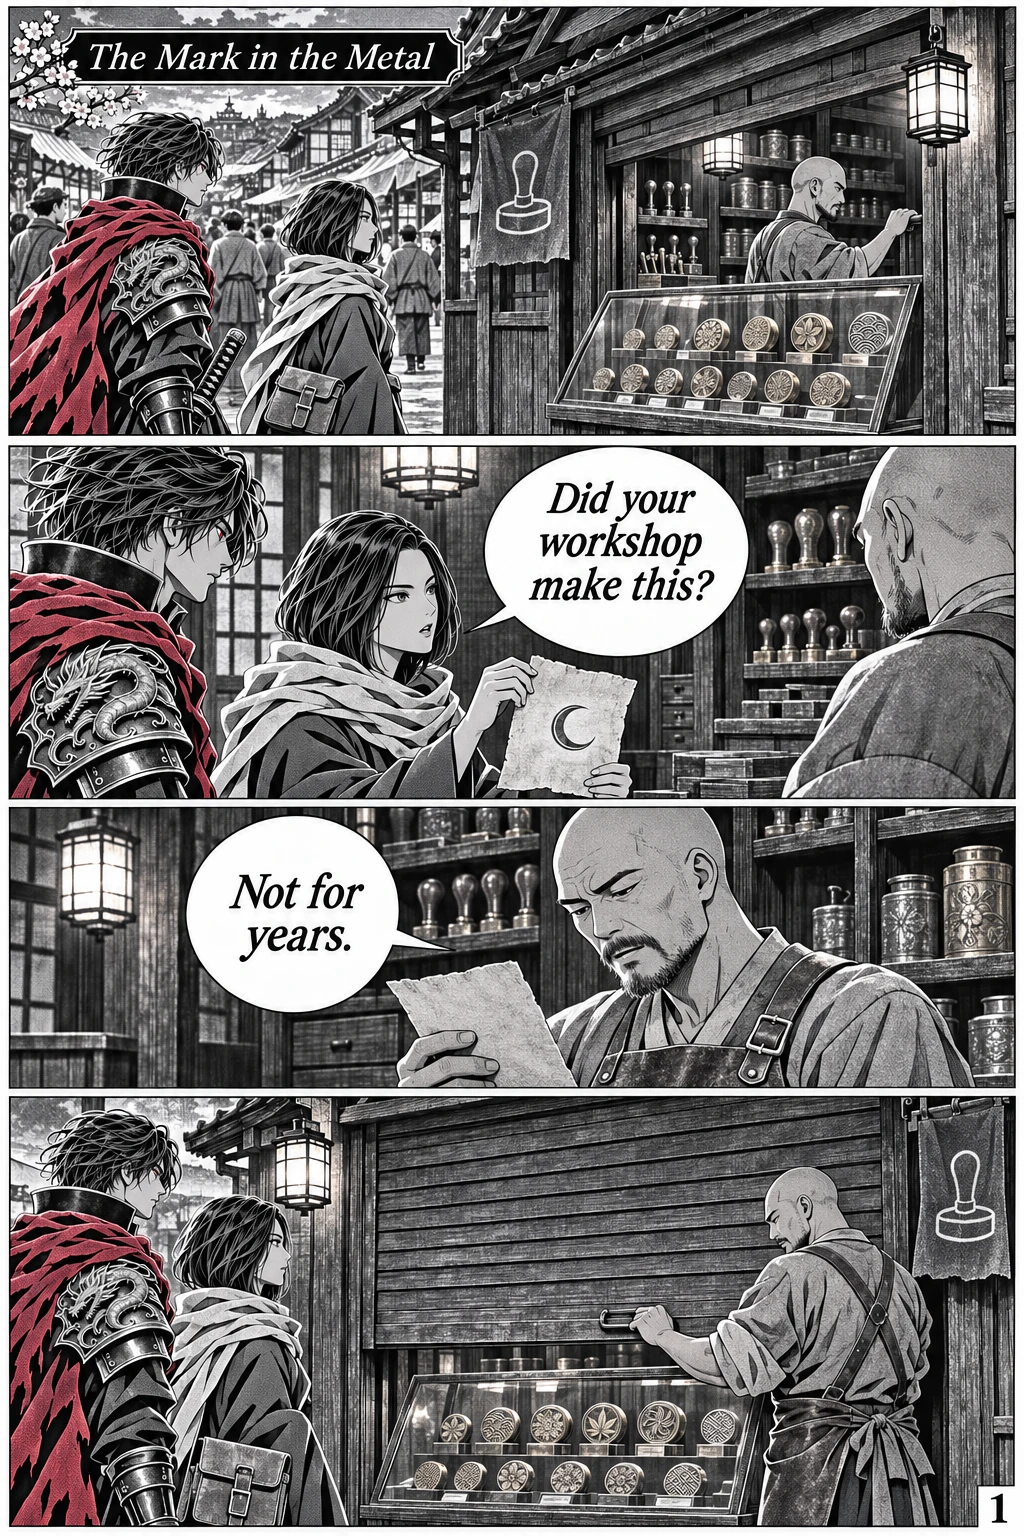 The Mark in the Metal
Did your
workshop
make this?
Not for
years.
1